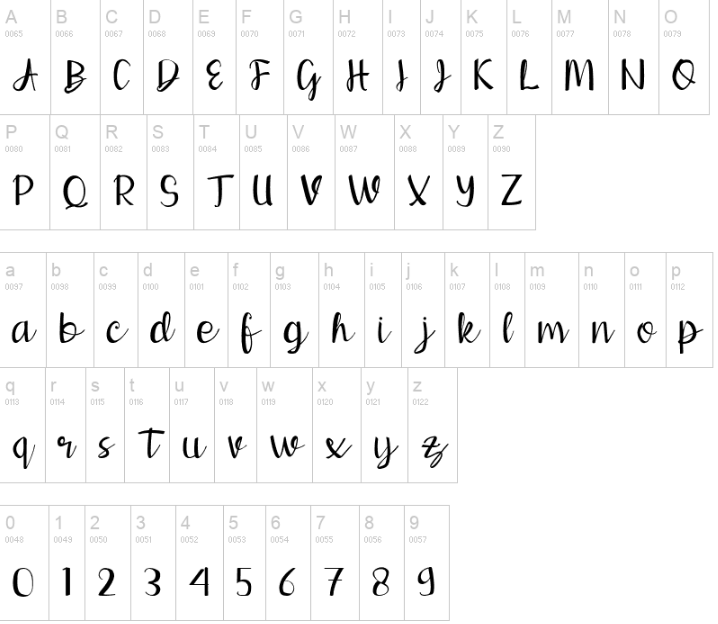 A B C D E F G H I J K L M N O
0065 0066 0067 0068 0069 0070 0071 0072 0073 0074 0075 0076 0077 0078 0079
A B C D E F G H I J K L M N O
P Q R S T U V W X Y Z
0080 0081 0082 0083 0084 0085 0086 0087 0088 0089 0090
P Q R S T U V W X Y Z
a b c d e f g h i j k l m n o p
0097 0098 0099 0100 0101 0102 0103 0104 0105 0106 0107 0108 0109 0110 0111 0112
a b c d e f g h i j k l m n o p
q r s t u v w x y z
0113 0114 0115 0116 0117 0118 0119 0120 0121 0122
q r s t u v w x y z
0 1 2 3 4 5 6 7 8 9
0048 0049 0050 0051 0052 0053 0054 0055 0056 0057
0 1 2 3 4 5 6 7 8 9